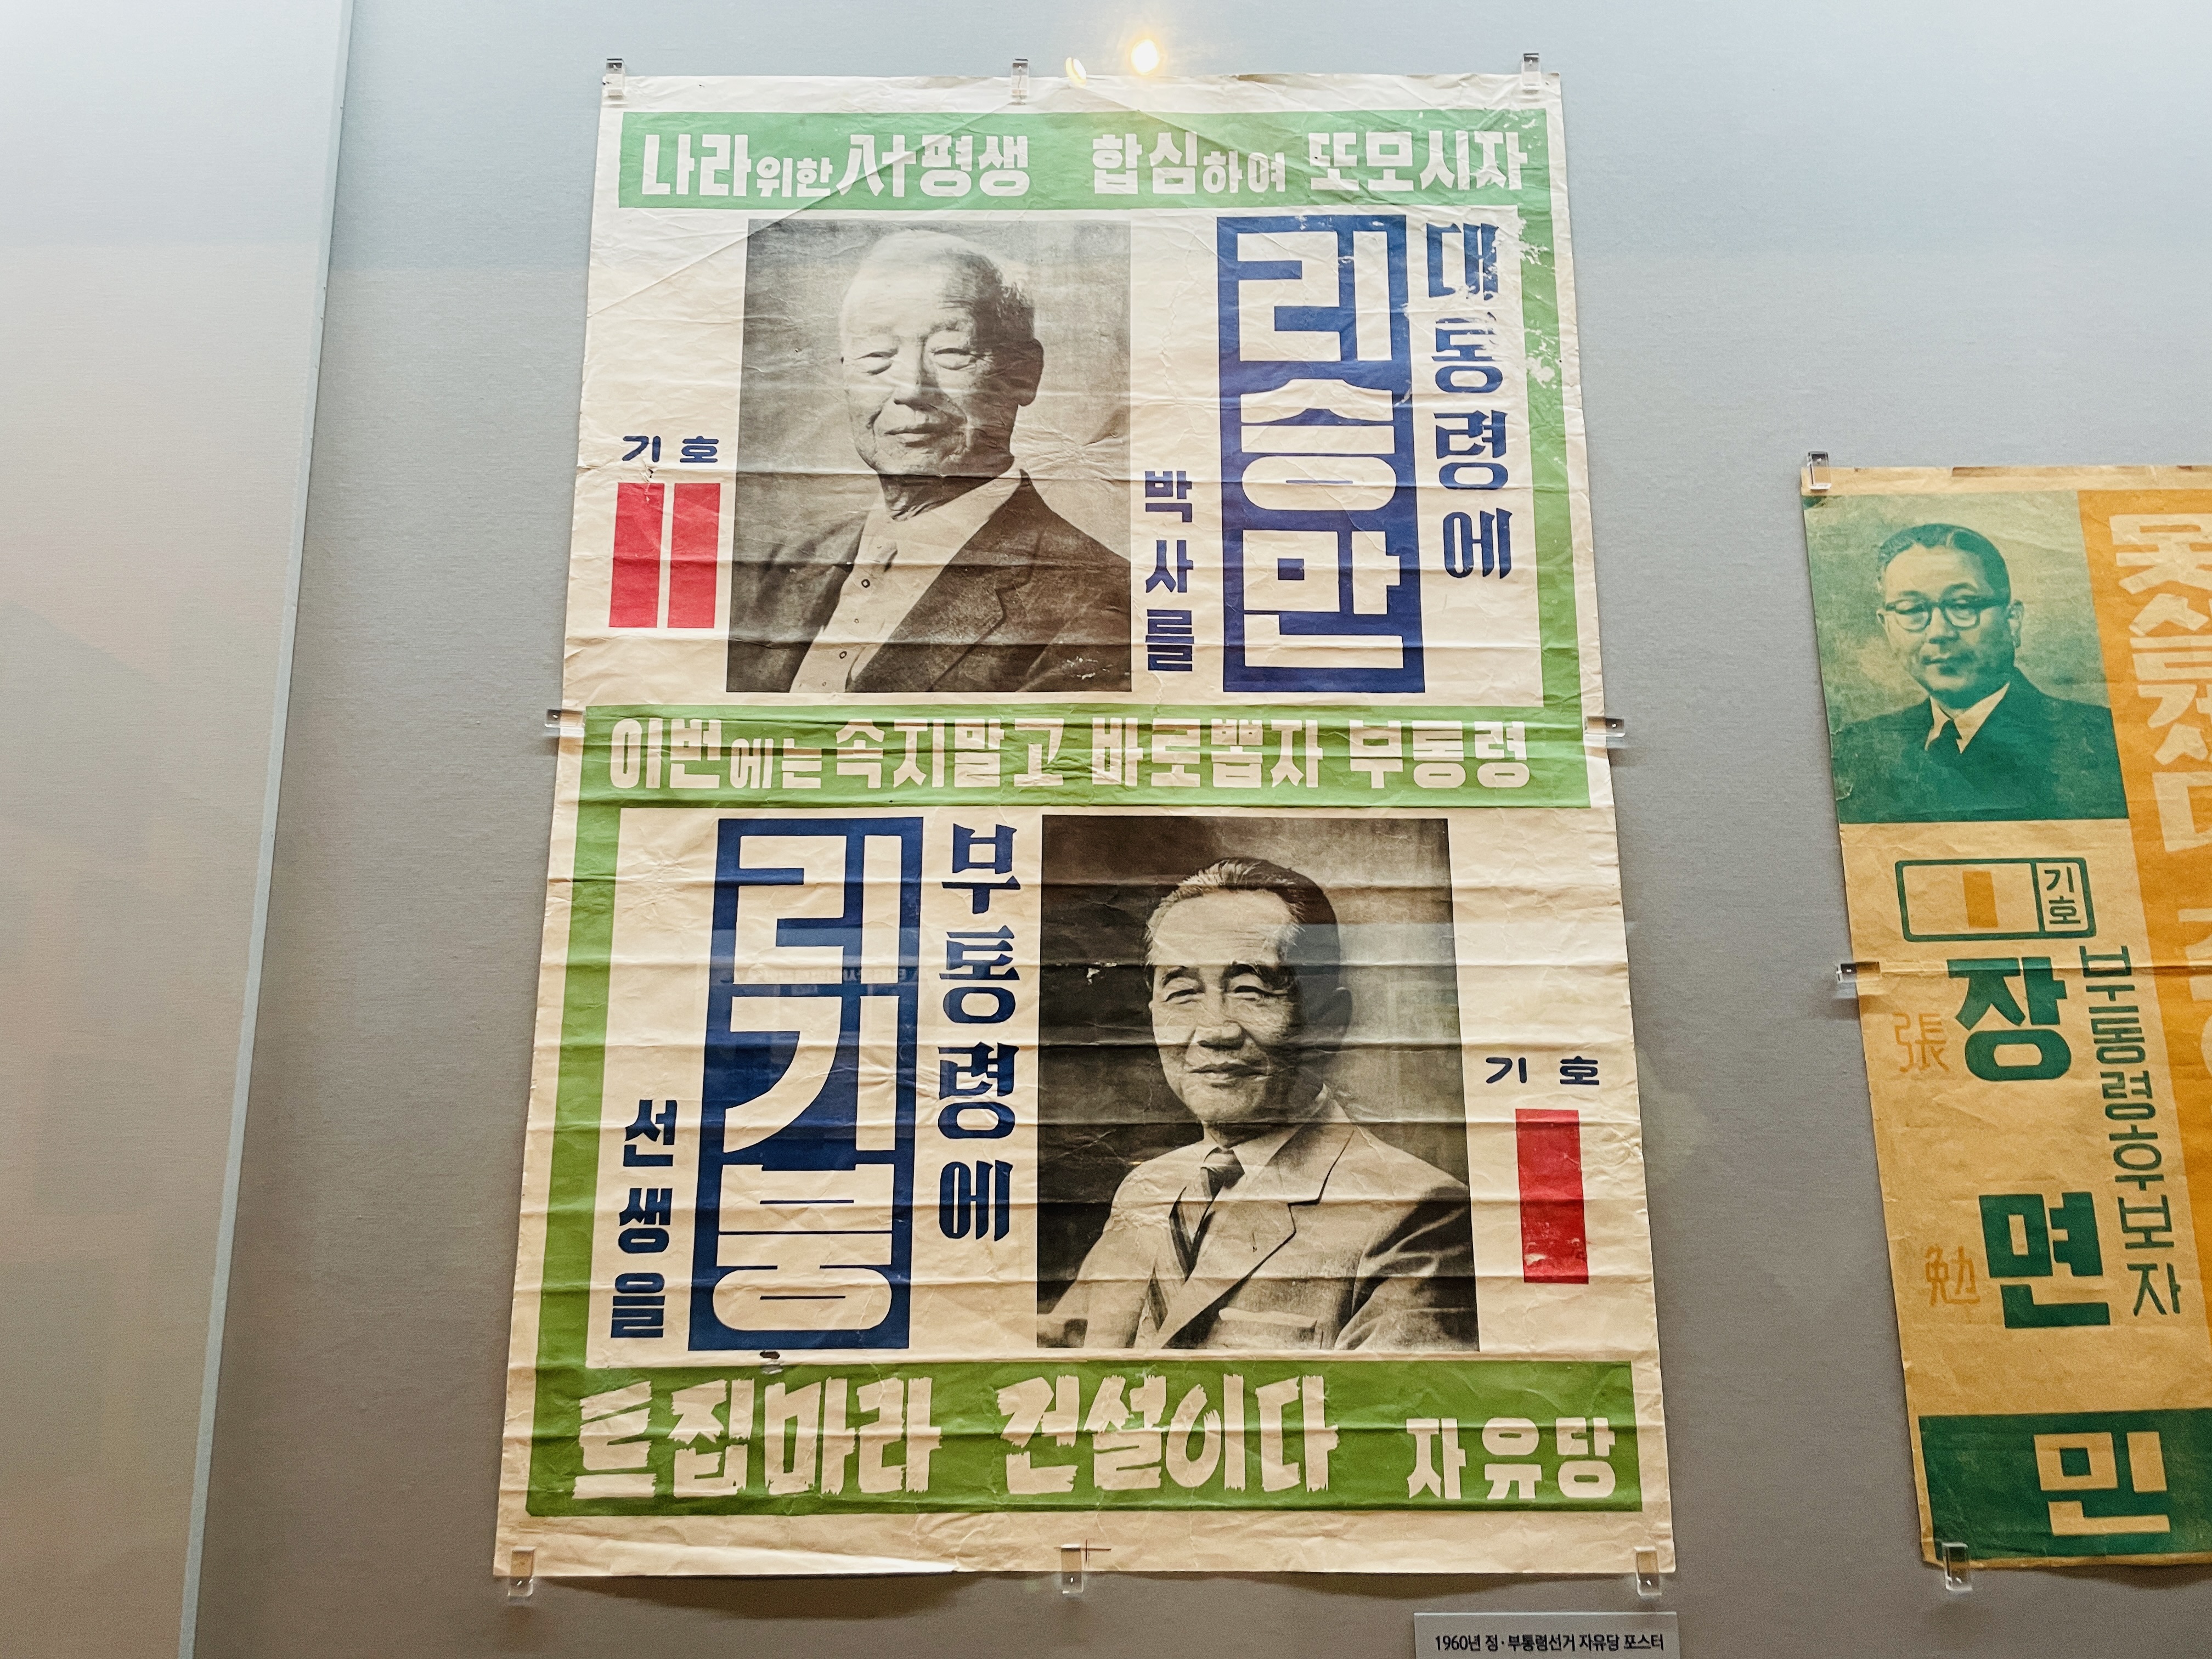 나라위한八十평생 합심하여 또모시자
대통령에
리승만
박사를
기호
II
이번에는속지말고 바로뽑자 부통령
부통령에
리기붕
선생을
기호
I
트집마라 건설이다 자유당
1960년 정·부통령선거 자유당 포스터
기호
I
부통령후보자
장면
張勉
민